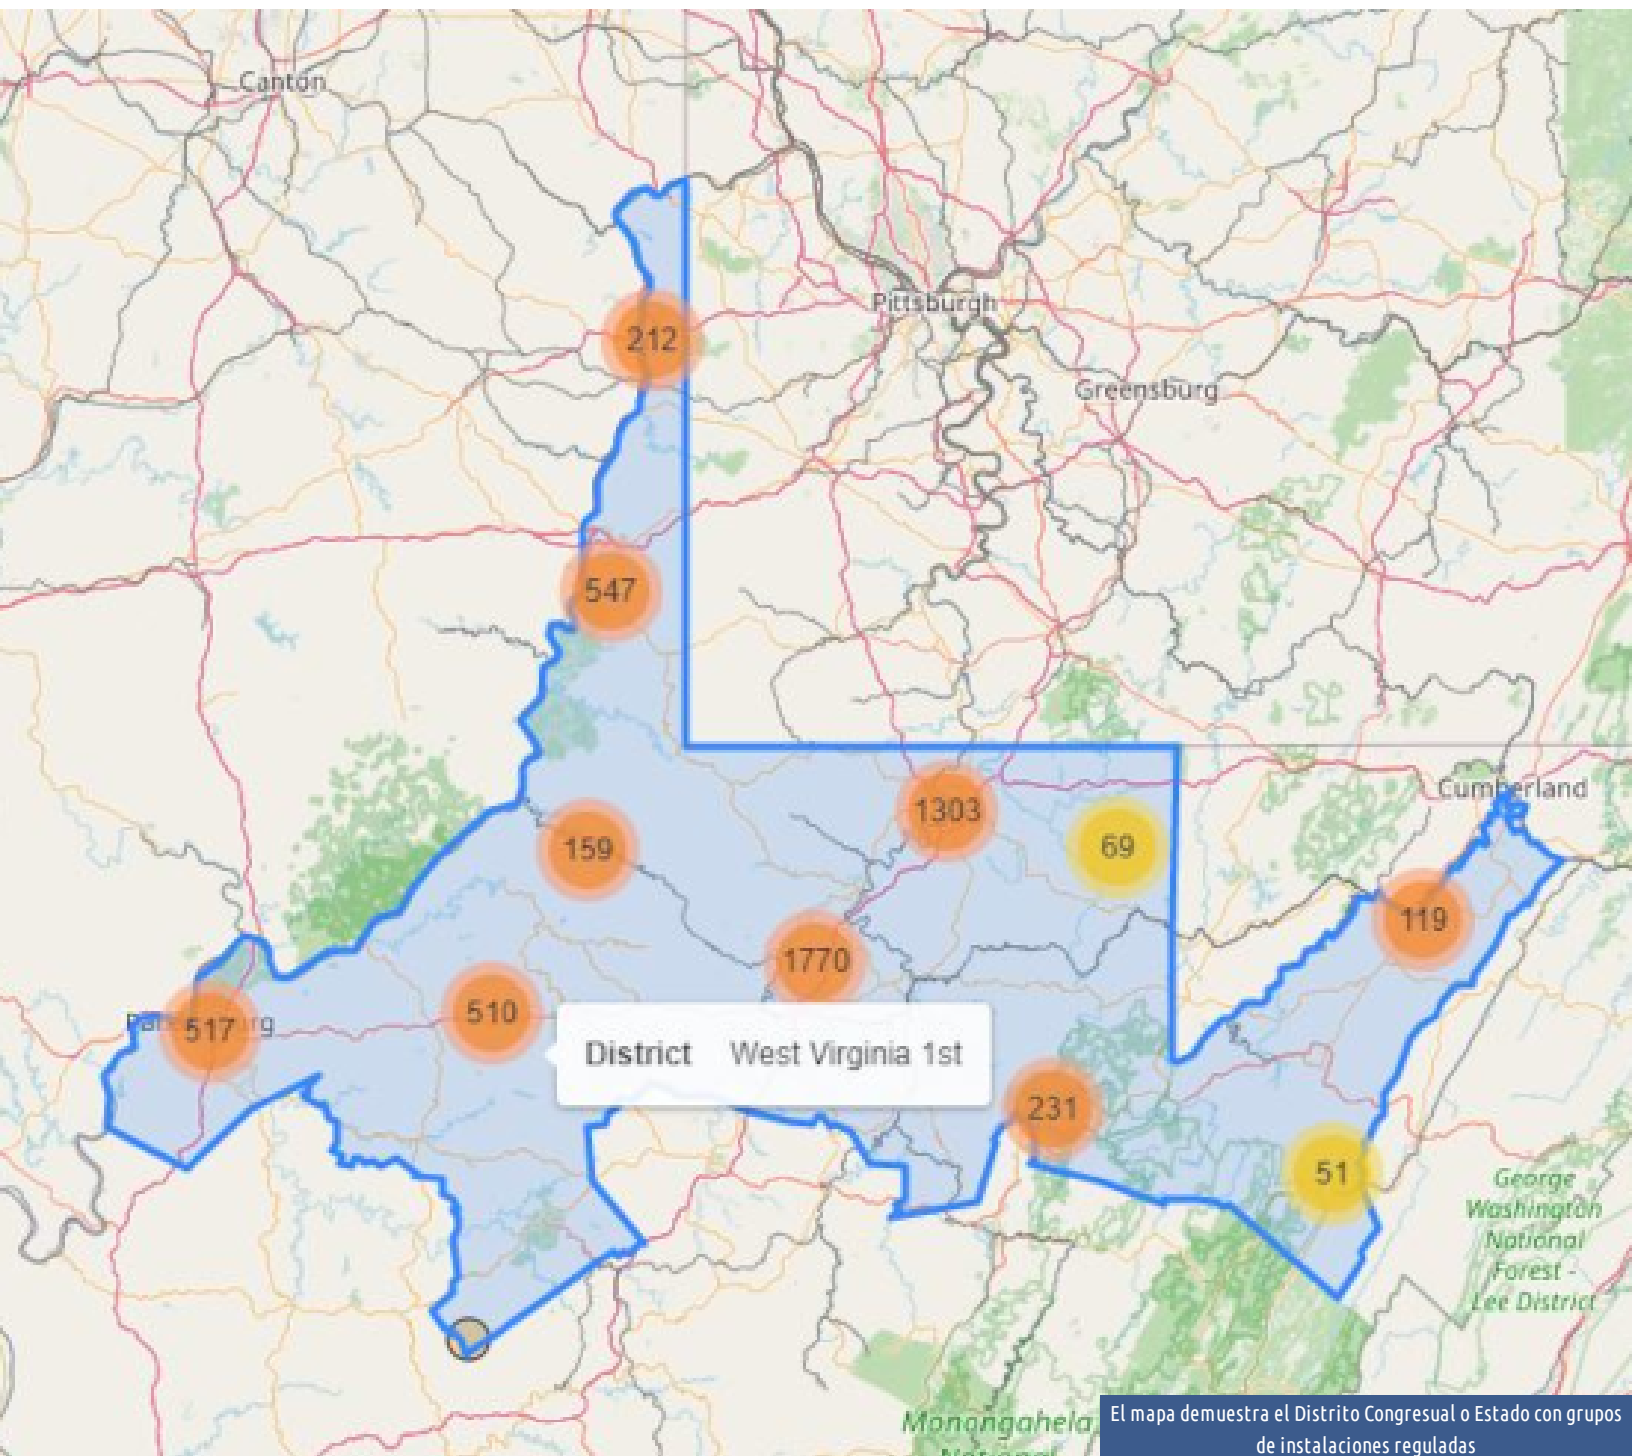 Canton
Pittsburgh
212
Greensburg
547
Cumberland
1303
159
69
119
1770
510
517
District West Virginia 1st
231
51
George
Washington
National
Forest -
Lee District
Monongahela
National
El mapa demuestra el Distrito Congresual o Estado con grupos
de instalaciones reguladas